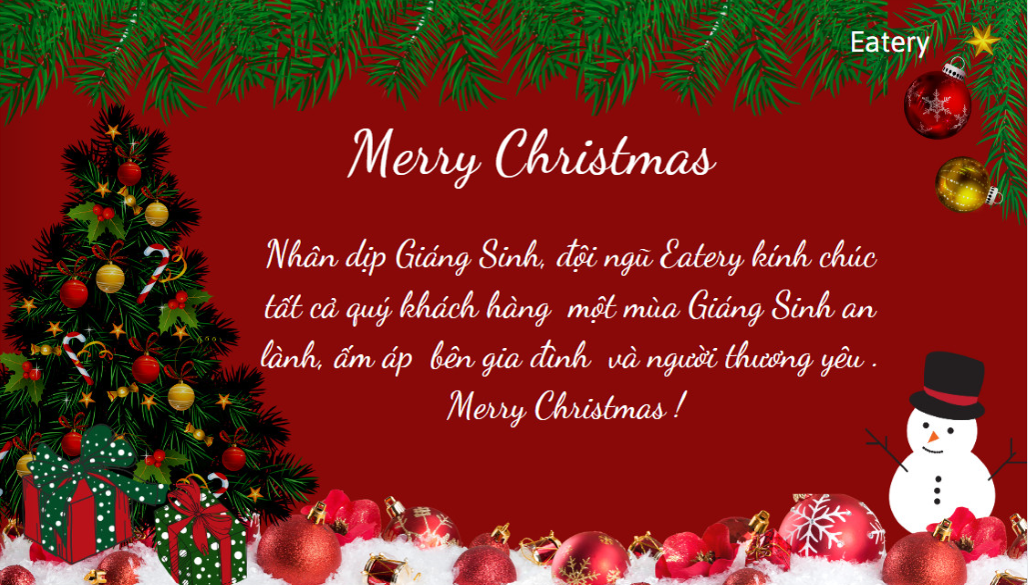 Eatery
Merry Christmas
Nhân dịp Giáng Sinh, đội ngũ Eatery kính chúc
tất cả quý khách hàng một mùa Giáng Sinh an
lành, ấm áp bên gia đình và người thương yêu .
Merry Christmas !